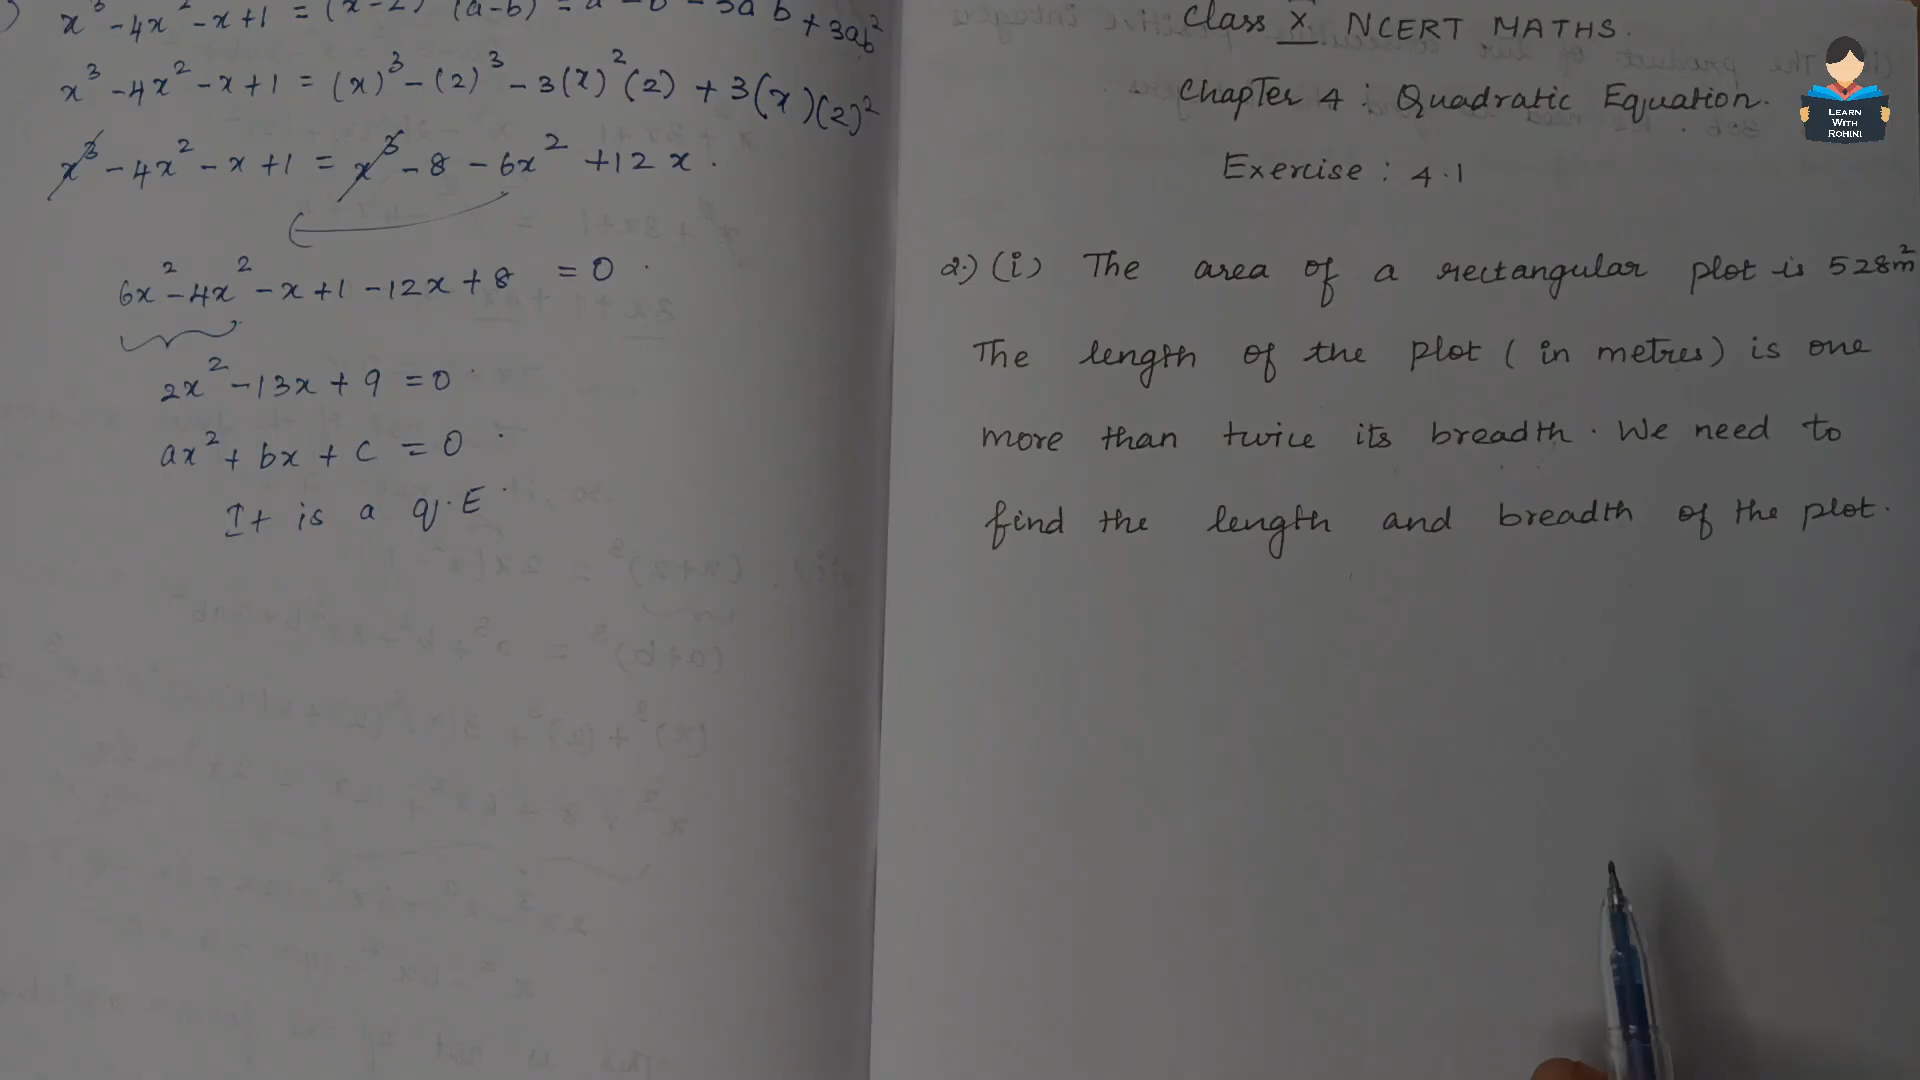 x³ - 4x² - x + 1 = (x-2)³ (a-b)³ = a³ - b³ - 3a²b + 3ab²
x³ - 4x² - x + 1 = (x)³ - (2)³ - 3(x)²(2) + 3(x)(2)²
x³ - 4x² - x + 1 = x³ - 8 - 6x² + 12x .
6x² - 4x² - x + 1 - 12x + 8 = 0 .
2x² - 13x + 9 = 0 .
ax² + bx + c = 0 .
It is a q.E .
Class X NCERT MATHS.
Chapter 4 : Quadratic Equation.
Exercise : 4.1
2.) (i) The area of a rectangular plot is 528m²
The length of the plot (in metres) is one
more than twice its breadth. We need to
find the length and breadth of the plot.
LEARN
WITH
ROHINI